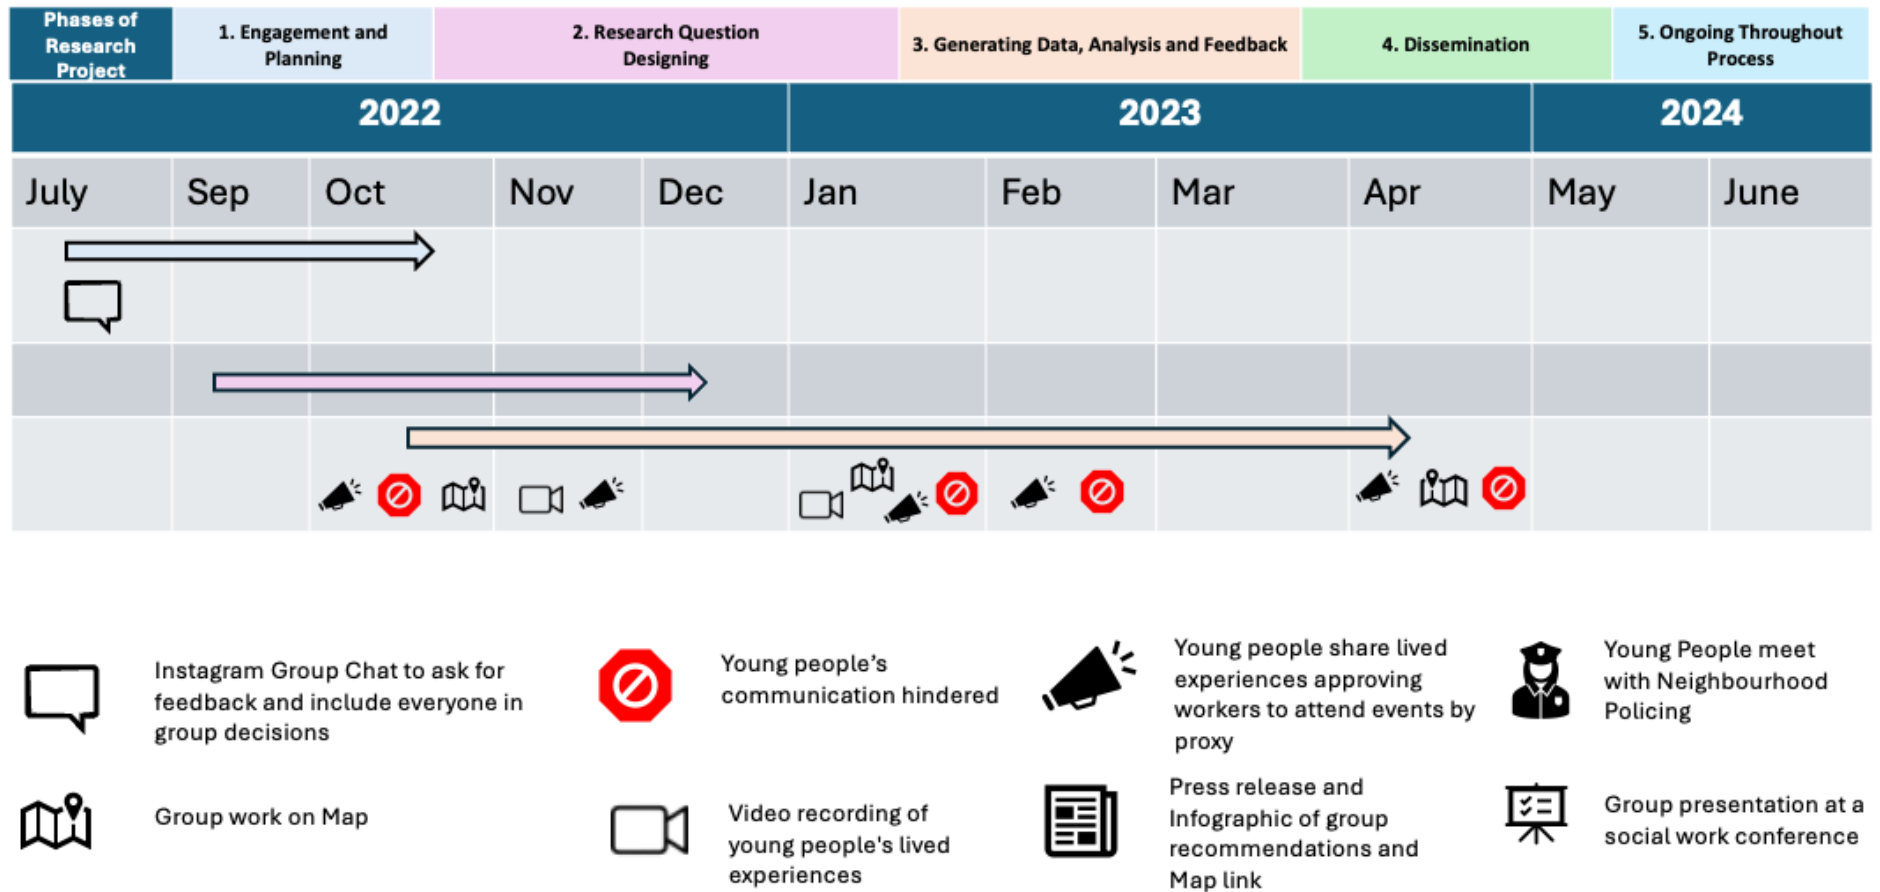 Phases of
Research
Project
1. Engagement and
Planning
2. Research Question
Designing
3. Generating Data, Analysis and Feedback
4. Dissemination
5. Ongoing Throughout
Process
2022
2023
2024
July
Sep
Oct
Nov
Dec
Jan
Feb
Mar
Apr
May
June
Instagram Group Chat to ask for
feedback and include everyone in
group decisions
Young people’s
communication hindered
Young people share lived
experiences approving
workers to attend events by
proxy
Young People meet
with Neighbourhood
Policing
Group work on Map
Video recording of
young people's lived
experiences
Press release and
Infographic of group
recommendations and
Map link
Group presentation at a
social work conference